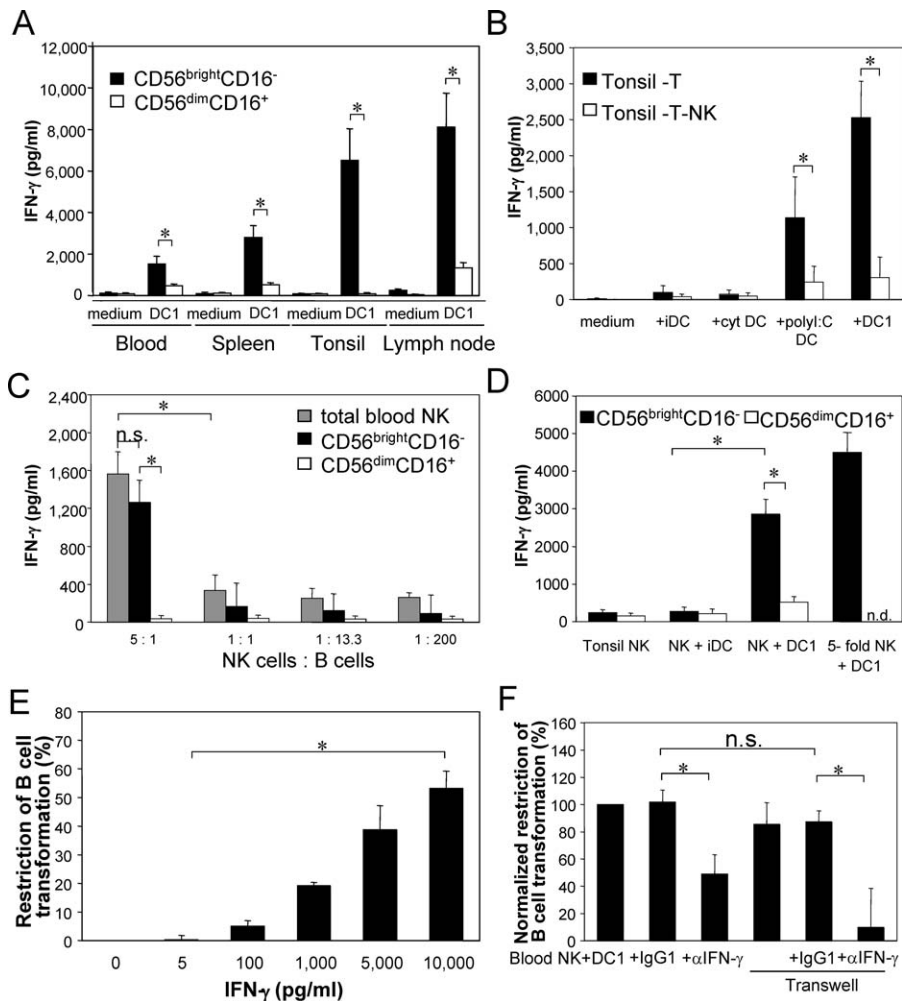 A
IFN-γ (pg/ml)
12,000
10,000
8,000
6,000
4,000
2,000
0
CD56brightCD16-
CD56dimCD16+
*
*
*
*
medium DC1 medium DC1 medium DC1 medium DC1
Blood Spleen Tonsil Lymph node
B
IFN-γ (pg/ml)
3,500
3,000
2,500
2,000
1,500
1,000
500
0
Tonsil -T
Tonsil -T-NK
*
*
medium +iDC +cyt DC +polyI:C DC +DC1
C
IFN-γ (pg/ml)
2,400
2,000
1,600
1,200
800
400
0
total blood NK
CD56brightCD16-
CD56dimCD16+
*
n.s.
*
5 : 1 1 : 1 1 : 13.3 1 : 200
NK cells : B cells
D
IFN-γ (pg/ml)
6000
5000
4000
3000
2000
1000
0
CD56brightCD16- CD56dimCD16+
*
*
n.d.
Tonsil NK NK + iDC NK + DC1 5- fold NK + DC1
E
Restriction of B cell
transformation (%)
80
70
60
50
40
30
20
10
0
*
0 5 100 1,000 5,000 10,000
IFN-γ (pg/ml)
F
Normalized restriction of
B cell transformation (%)
160
140
120
100
80
60
40
20
0
n.s.
*
*
Blood NK+DC1 +IgG1 +αIFN-γ +IgG1+αIFN-γ
Transwell